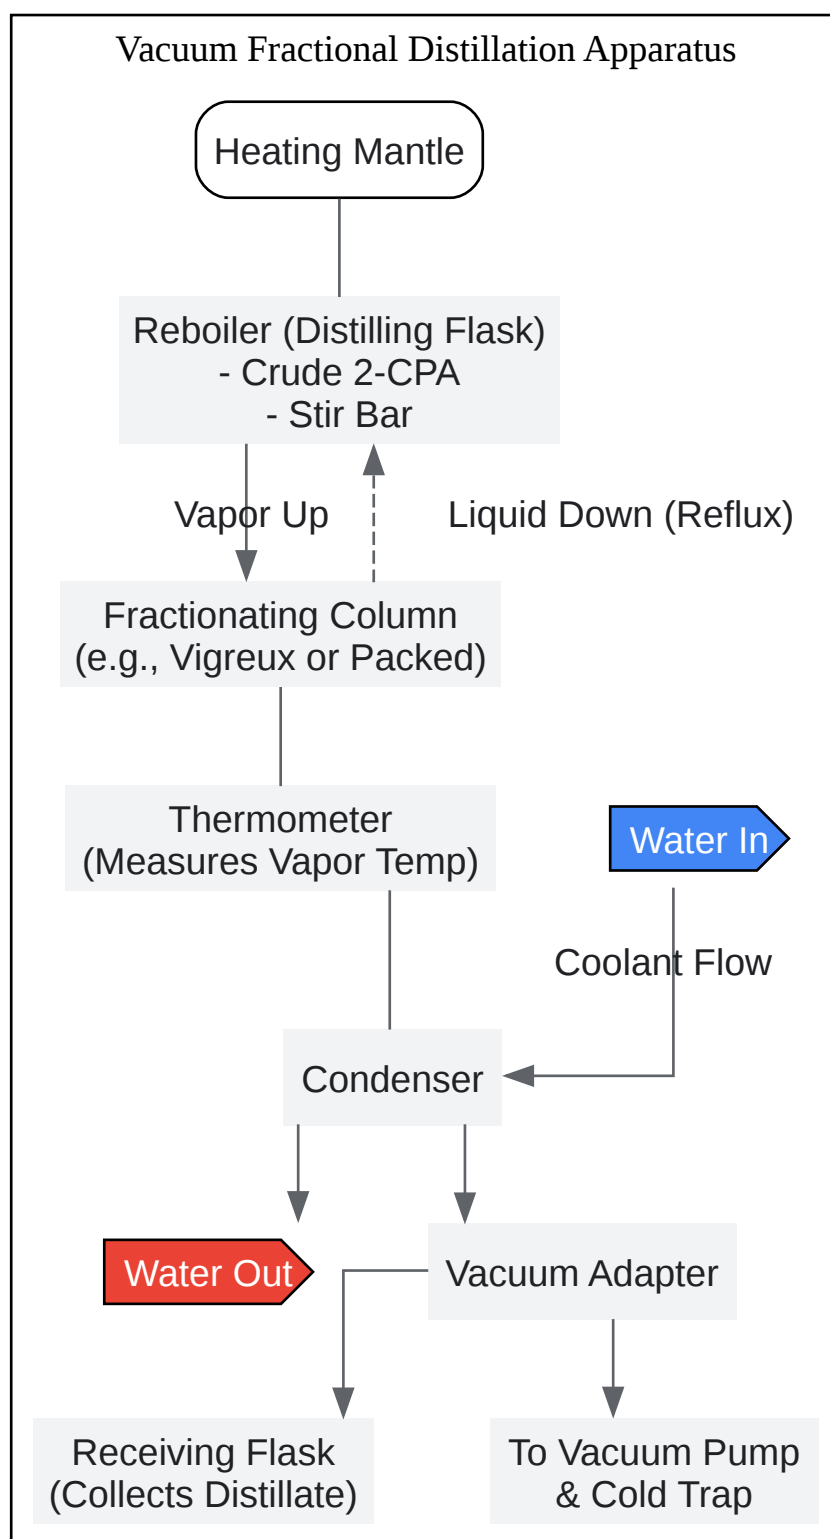 Vacuum Fractional Distillation Apparatus
Heating Mantle
Reboiler (Distilling Flask)
- Crude 2-CPA
- Stir Bar
Vapor Up
Liquid Down (Reflux)
Fractionating Column
(e.g., Vigreux or Packed)
Thermometer
(Measures Vapor Temp)
Water In
Coolant Flow
Condenser
Water Out
Vacuum Adapter
Receiving Flask
(Collects Distillate)
To Vacuum Pump
& Cold Trap